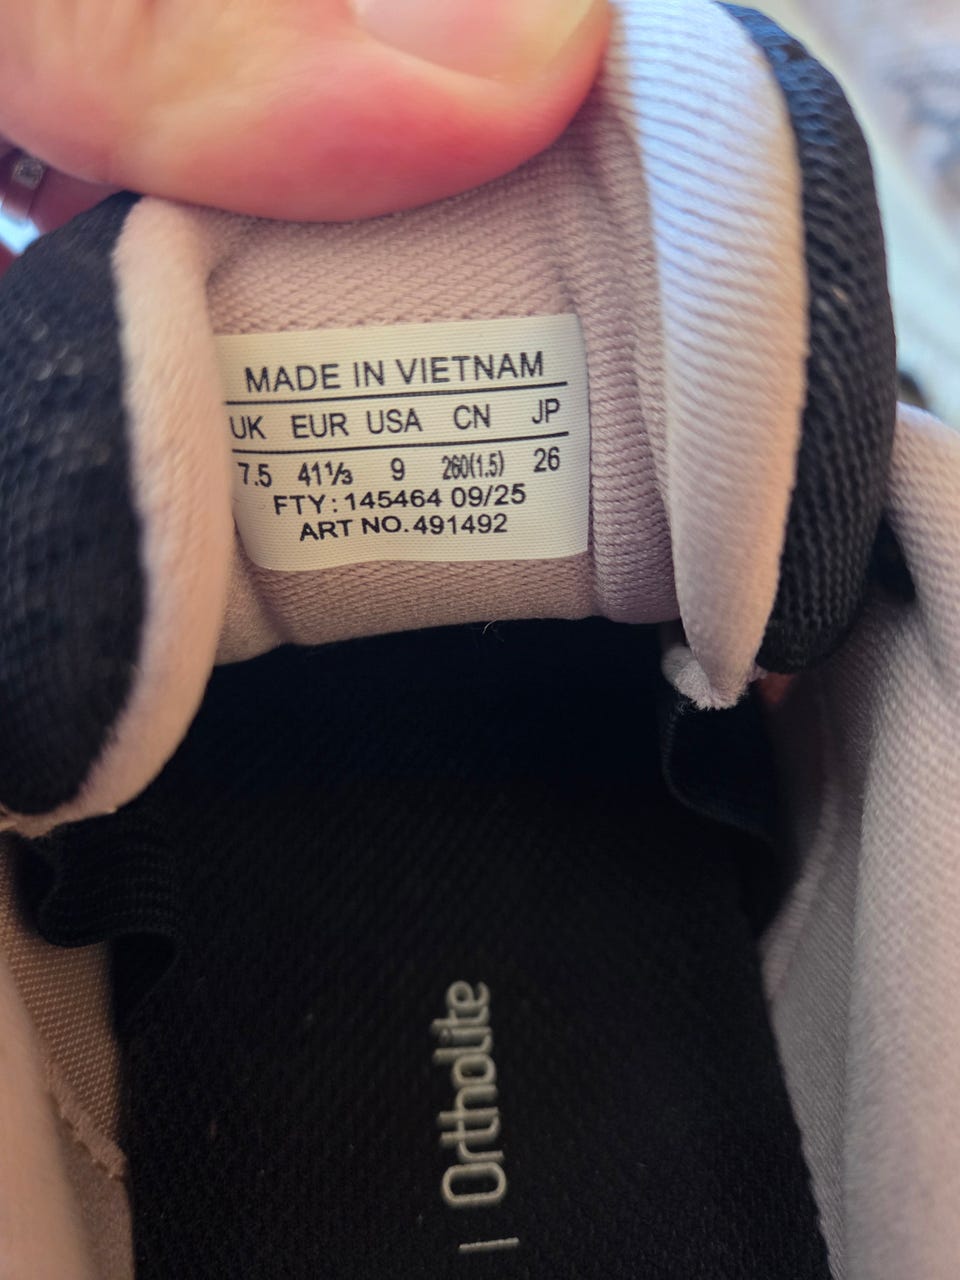 MADE IN VIETNAM
UK EUR USA CN JP
7.5 41⅓ 9 260(1.5) 26
FTY: 145464 09/25
ART NO. 491492
Ortholite